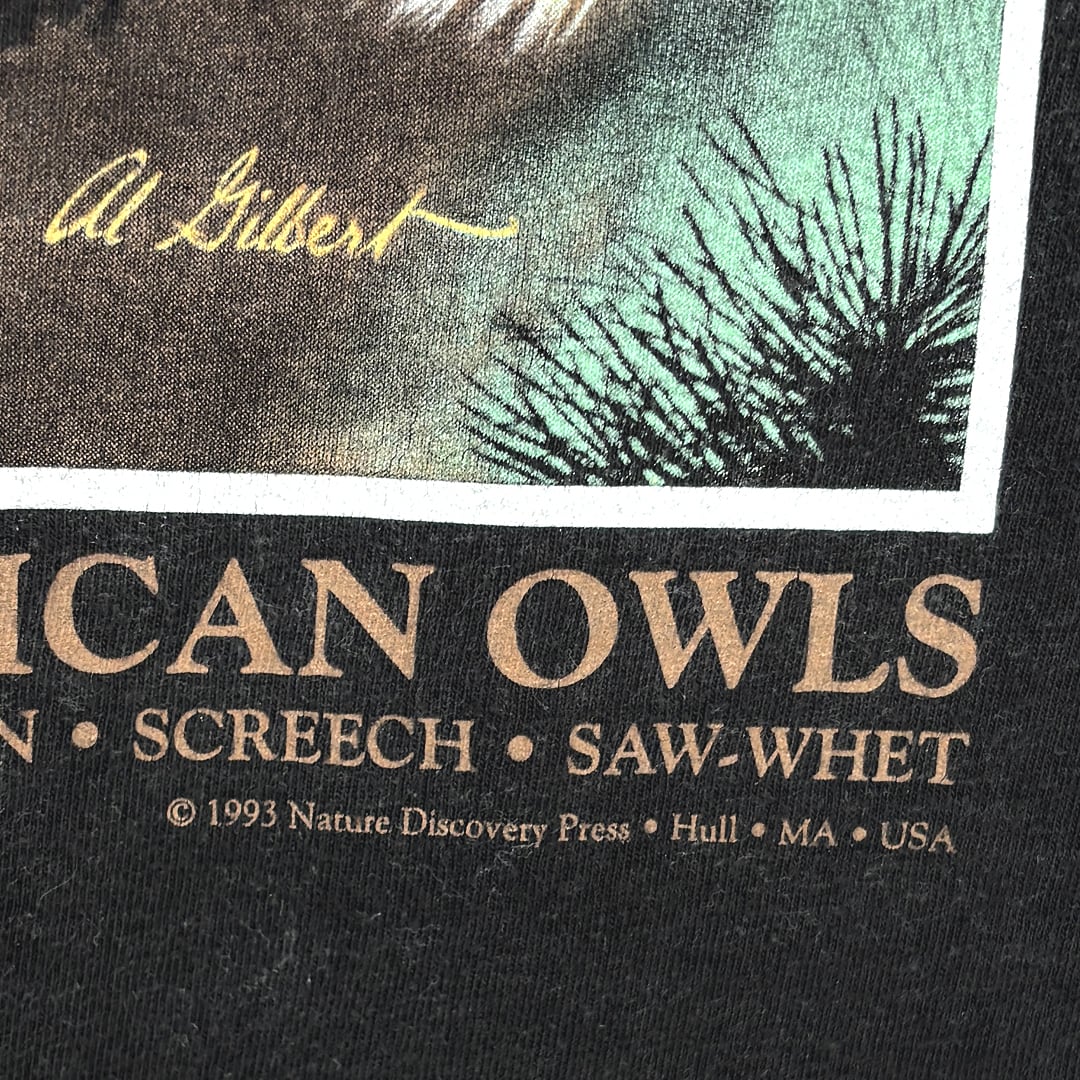 Al Gilbert
ICAN OWLS
N • SCREECH • SAW-WHET
© 1993 Nature Discovery Press • Hull • MA • USA